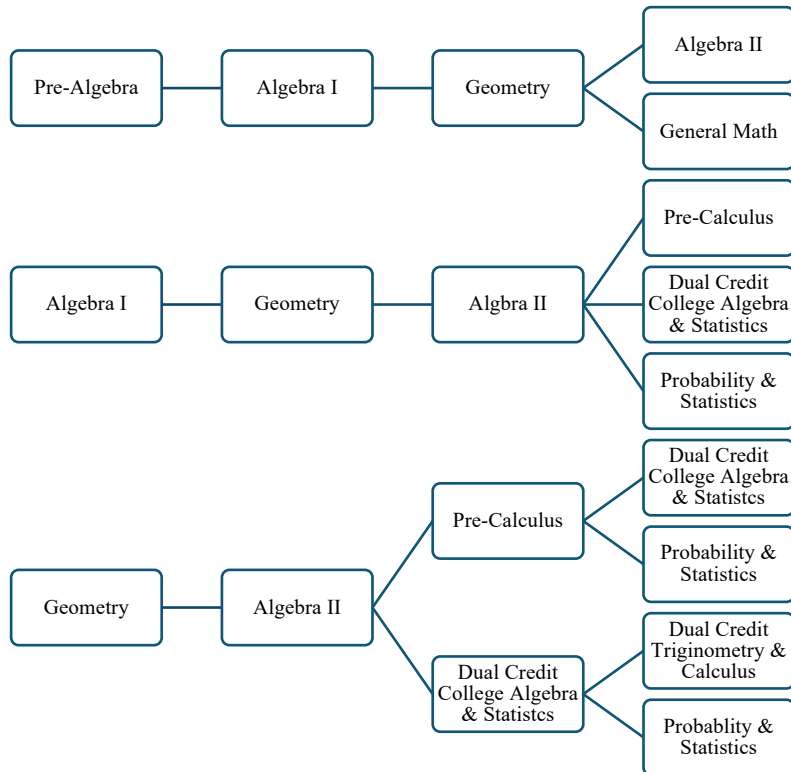 Pre-Algebra
Algebra I
Geometry
Algebra II
General Math
Algebra I
Geometry
Algbra II
Pre-Calculus
Dual Credit
College Algebra
& Statistics
Probability &
Statistics
Geometry
Algebra II
Pre-Calculus
Dual Credit
College Algebra
& Statistcs
Probability &
Statistics
Dual Credit
College Algebra
& Statistcs
Dual Credit
Triginometry &
Calculus
Probablity &
Statistics